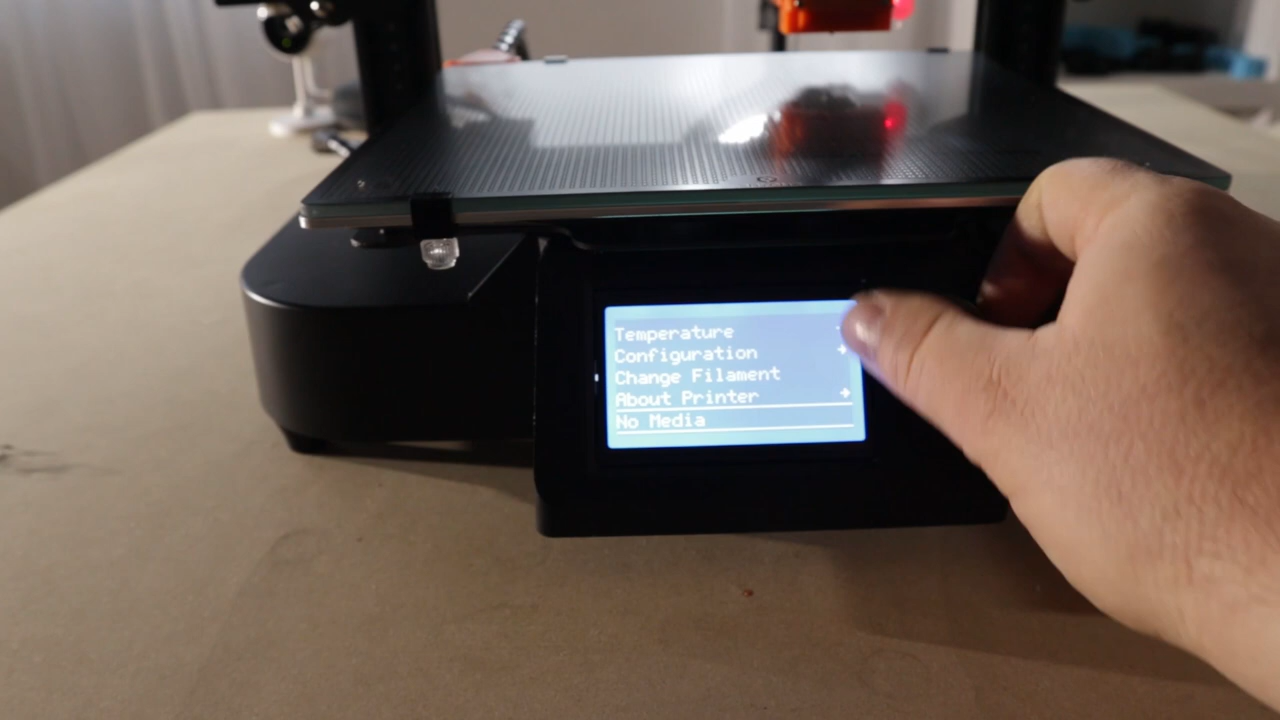 Temperature
Configuration
Change Filament
About Printer
No Media